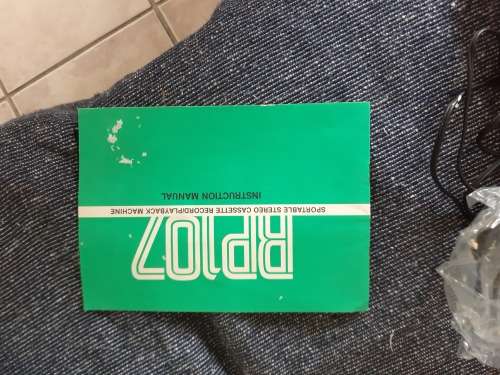 RP107
SPORTABLE STEREO CASSETTE RECORD/PLAYBACK MACHINE
INSTRUCTION MANUAL